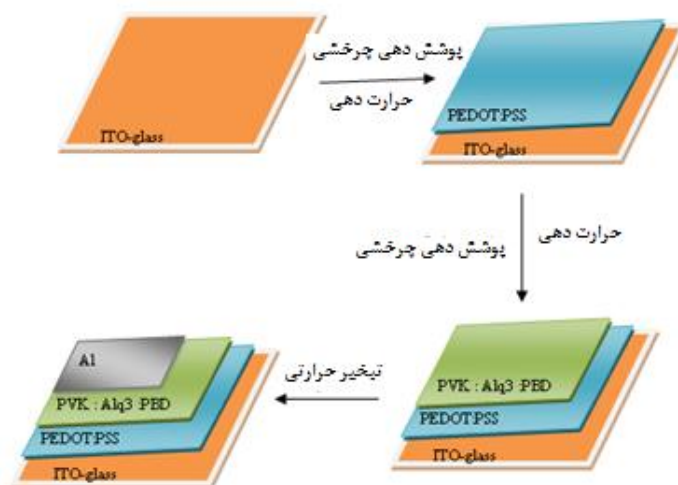 پوشش دهی چرخشی
حرارت دهی
ITO-glass
PEDOT:PSS
ITO-glass
حرارت دهی
پوشش دهی چرخشی
Al
PVK : Alq3 :PBD
PEDOT:PSS
ITO-glass
تبخیر حرارتی
PVK : Alq3 :PBD
PEDOT:PSS
ITO-glass